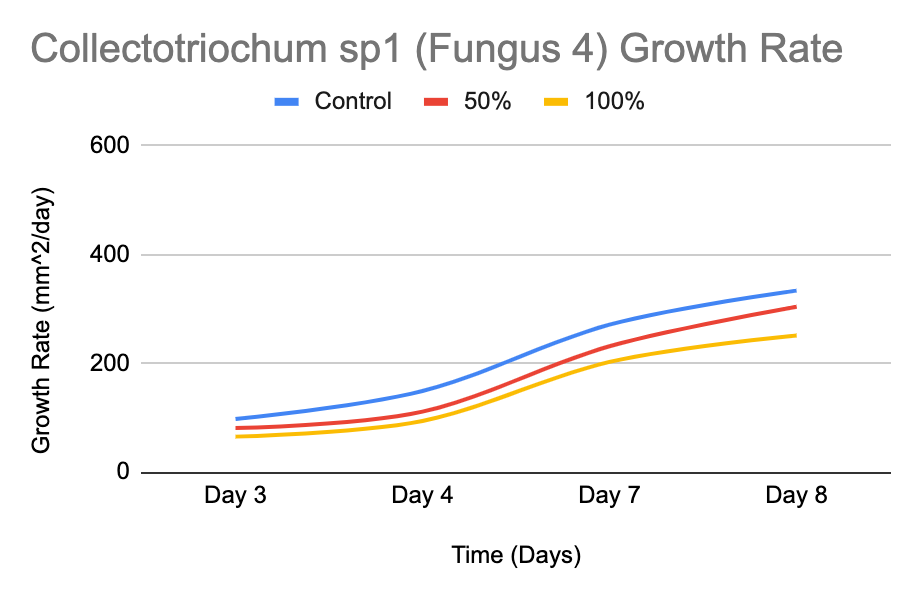 Collectotriochum sp1 (Fungus 4) Growth Rate
Control 50% 100%
600
400
200
0
Growth Rate (mm^2/day)
Day 3 Day 4 Day 7 Day 8
Time (Days)